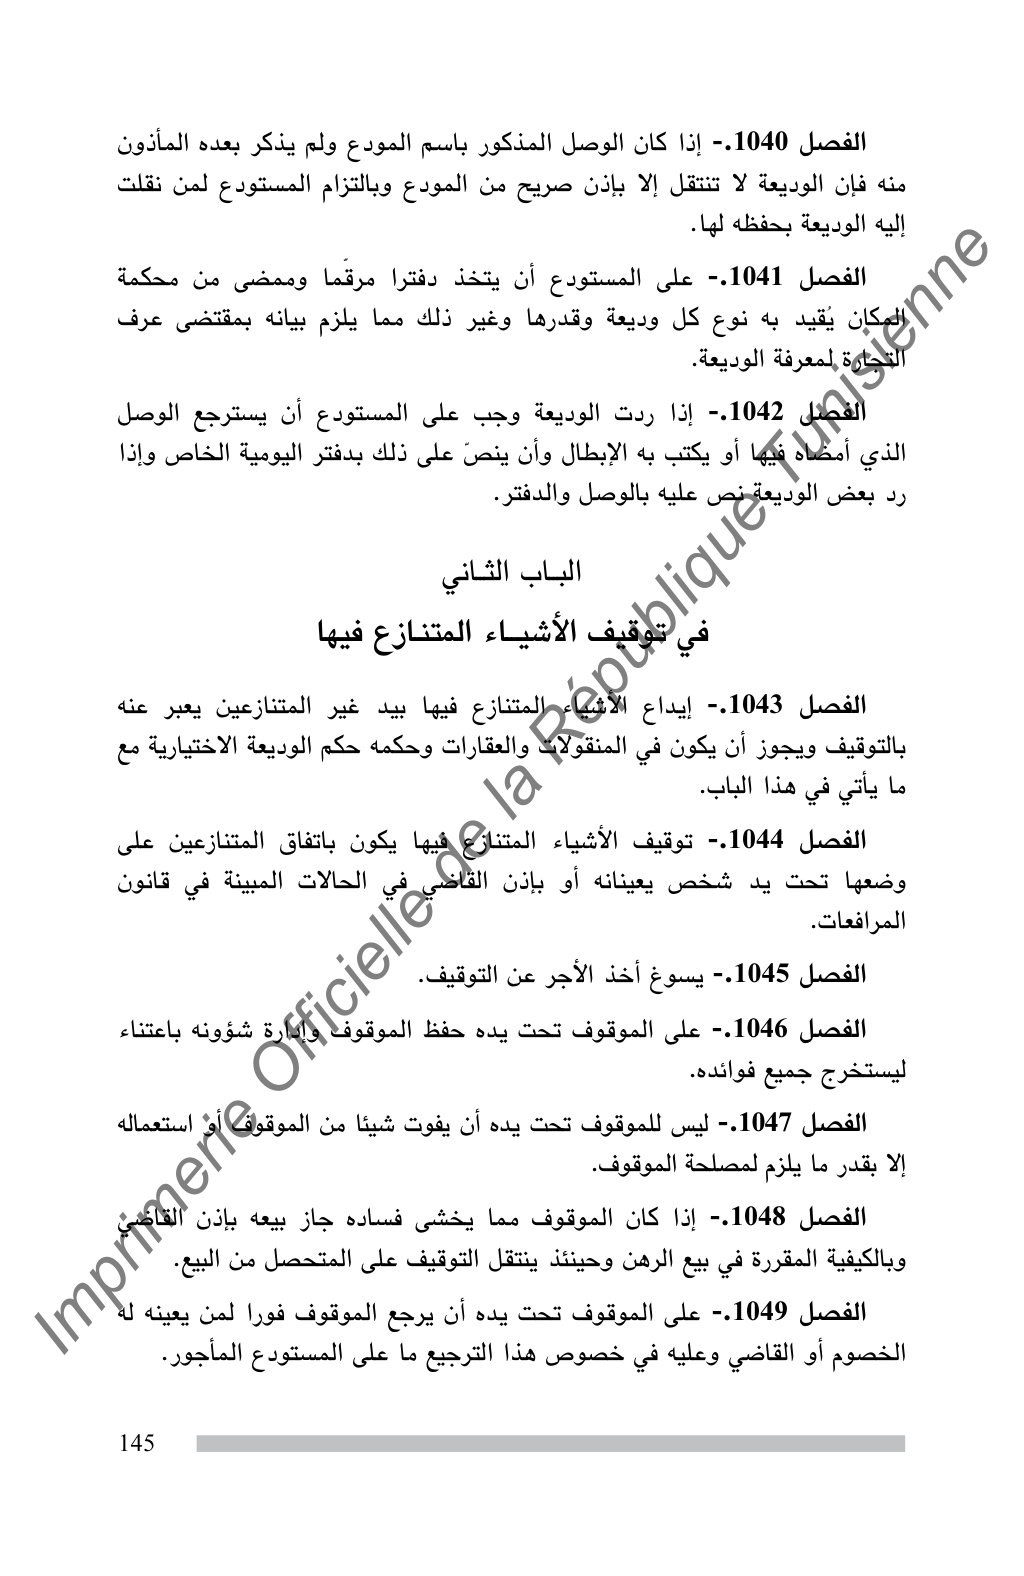 الفصل 1040.- إذا كان الوصل المذكور باسم المودع ولم يذكر بعده المأذون
منه فإن الوديعة لا تنتقل إلا بإذن صريح من المودع وبالتزام المستودع لمن نقلت
إليه الوديعة بحفظه لها.
الفصل 1041.- على المستودع أن يتخذ دفترا مرقّما وممضى من محكمة
المكان يُقيد به نوع كل وديعة وقدرها وغير ذلك مما يلزم بيانه بمقتضى عرف
التجارة لمعرفة الوديعة.
الفصل 1042.- إذا ردت الوديعة وجب على المستودع أن يسترجع الوصل
الذي أمضاه فيها أو يكتب به الإبطال وأن ينصّ على ذلك بدفتر اليومية الخاص وإذا
رد بعض الوديعة نص عليه بالوصل والدفتر.
البـاب الثـاني
في توقيف الأشيـاء المتنـازع فيها
الفصل 1043.- إيداع الأشياء المتنازع فيها بيد غير المتنازعين يعبر عنه
بالتوقيف ويجوز أن يكون في المنقولات والعقارات وحكمه حكم الوديعة الاختيارية مع
ما يأتي في هذا الباب.
الفصل 1044.- توقيف الأشياء المتنازع فيها يكون باتفاق المتنازعين على
وضعها تحت يد شخص يعينانه أو بإذن القاضي في الحالات المبينة في قانون
المرافعات.
الفصل 1045.- يسوغ أخذ الأجر عن التوقيف.
الفصل 1046.- على الموقوف تحت يده حفظ الموقوف وإدارة شؤونه باعتناء
ليستخرج جميع فوائده.
الفصل 1047.- ليس للموقوف تحت يده أن يفوت شيئا من الموقوف أو استعماله
إلا بقدر ما يلزم لمصلحة الموقوف.
الفصل 1048.- إذا كان الموقوف مما يخشى فساده جاز بيعه بإذن القاضي
وبالكيفية المقررة في بيع الرهن وحينئذ ينتقل التوقيف على المتحصل من البيع.
الفصل 1049.- على الموقوف تحت يده أن يرجع الموقوف فورا لمن يعينه له
الخصوم أو القاضي وعليه في خصوص هذا الترجيع ما على المستودع المأجور.
145
Imprimerie Officielle de la République Tunisienne